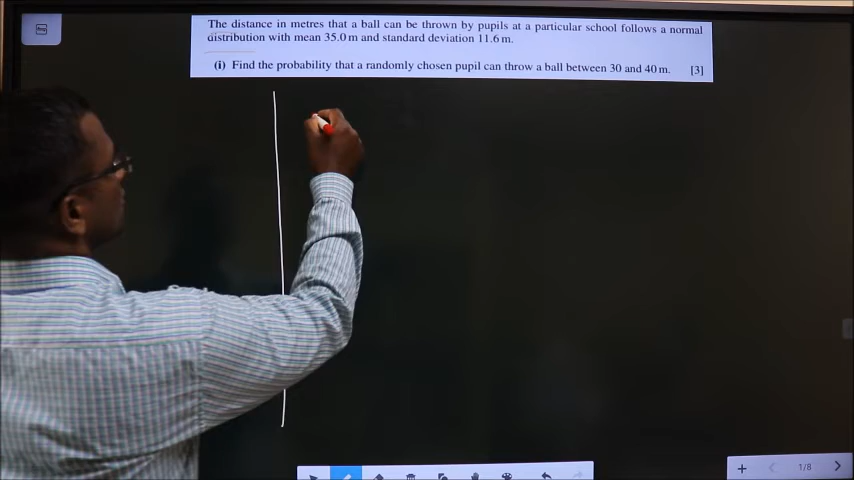 The distance in metres that a ball can be thrown by pupils at a particular school follows a normal
distribution with mean 35.0 m and standard deviation 11.6 m.
(i) Find the probability that a randomly chosen pupil can throw a ball between 30 and 40 m. [3]
1/8